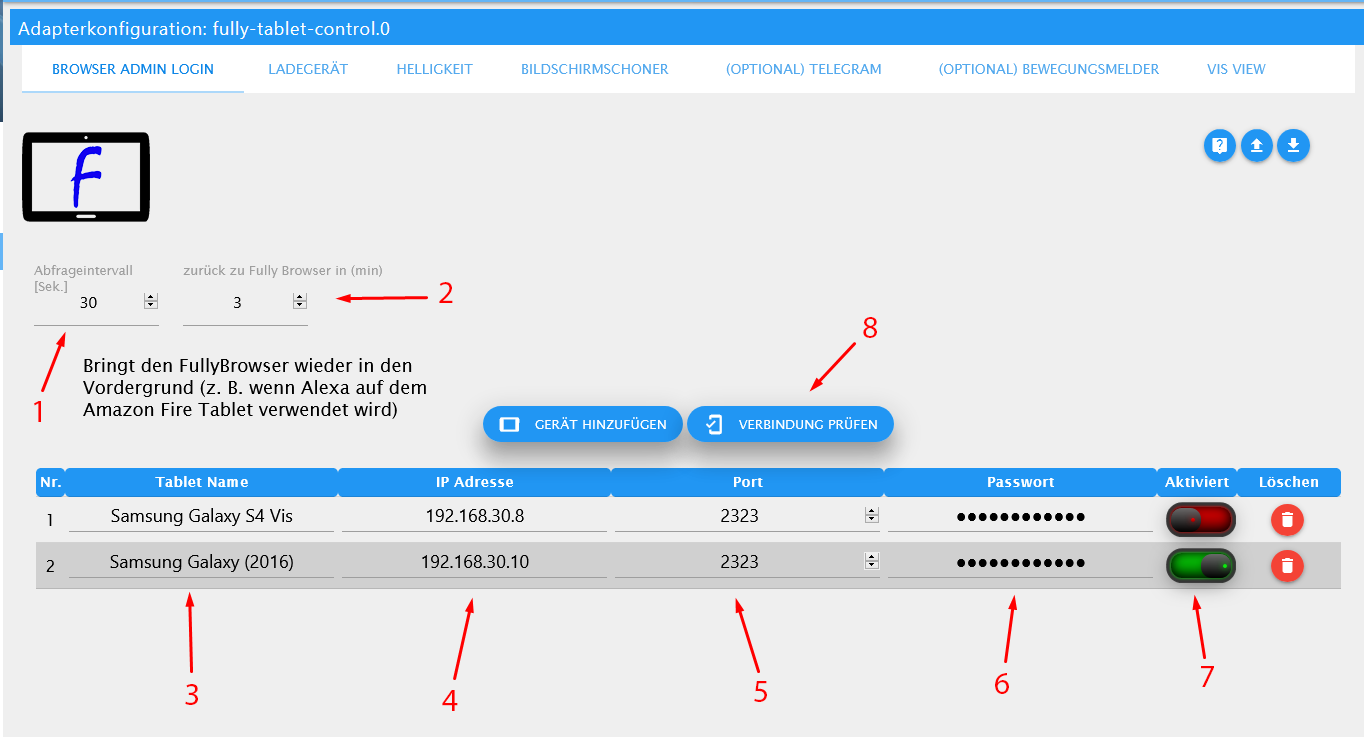 Adapterkonfiguration: fully-tablet-control.0
BROWSER ADMIN LOGIN LADEGERÄT HELLIGKEIT BILDSCHIRMSCHONER (OPTIONAL) TELEGRAM (OPTIONAL) BEWEGUNGSMELDER VIS VIEW
F
Abfrageintervall
[Sek.]
zurück zu Fully Browser in (min)
30 3
2
8
1
Bringt den FullyBrowser wieder in den
Vordergrund (z. B. wenn Alexa auf dem
Amazon Fire Tablet verwendet wird)
GERÄT HINZUFÜGEN VERBINDUNG PRÜFEN
Nr. Tablet Name IP Adresse Port Passwort Aktiviert Löschen
1 Samsung Galaxy S4 Vis 192.168.30.8 2323 ●●●●●●●●●●●●
2 Samsung Galaxy (2016) 192.168.30.10 2323 ●●●●●●●●●●●●
3 4 5 6 7